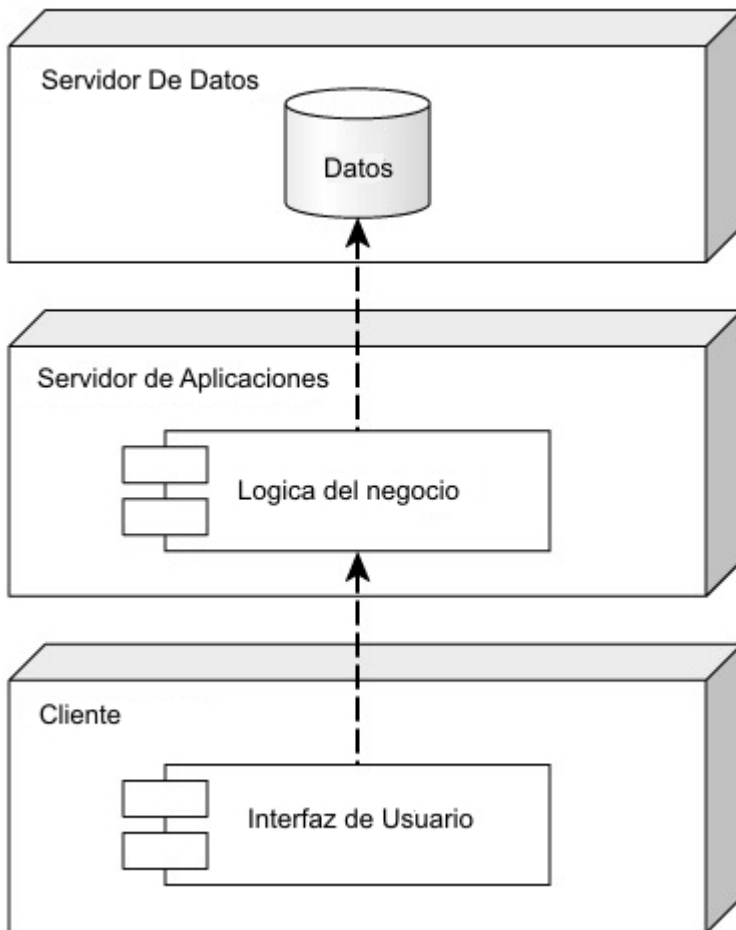 Servidor De Datos
Datos
Servidor de Aplicaciones
Logica del negocio
Cliente
Interfaz de Usuario